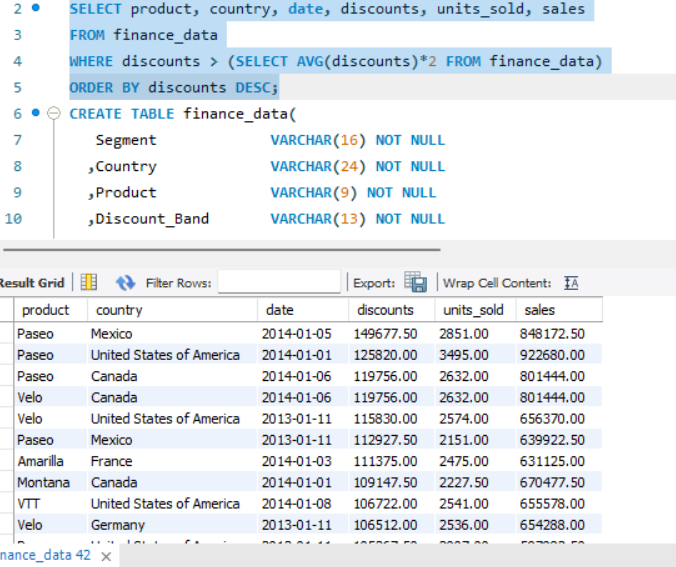 2 SELECT product, country, date, discounts, units_sold, sales
3 FROM finance_data
4 WHERE discounts > (SELECT AVG(discounts)*2 FROM finance_data)
5 ORDER BY discounts DESC;
6 CREATE TABLE finance_data(
7 Segment VARCHAR(16) NOT NULL
8 ,Country VARCHAR(24) NOT NULL
9 ,Product VARCHAR(9) NOT NULL
10 ,Discount_Band VARCHAR(13) NOT NULL
Result Grid Filter Rows: Export: Wrap Cell Content: IA
product country date discounts units_sold sales
Paseo Mexico 2014-01-05 149677.50 2851.00 848172.50
Paseo United States of America 2014-01-01 125820.00 3495.00 922680.00
Paseo Canada 2014-01-06 119756.00 2632.00 801444.00
Velo Canada 2014-01-06 119756.00 2632.00 801444.00
Velo United States of America 2013-01-11 115830.00 2574.00 656370.00
Paseo Mexico 2013-01-11 112927.50 2151.00 639922.50
Amarilla France 2014-01-03 111375.00 2475.00 631125.00
Montana Canada 2014-01-01 109147.50 2227.50 670477.50
VTT United States of America 2014-01-08 106722.00 2541.00 655578.00
Velo Germany 2013-01-11 106512.00 2536.00 654288.00
nance_data 42 ×